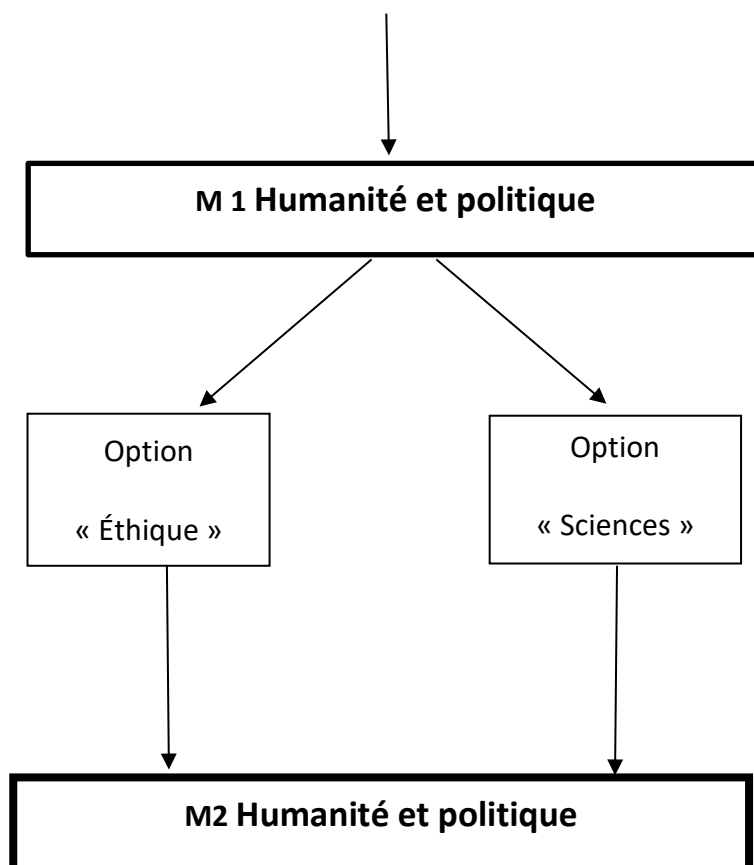 M 1 Humanité et politique
Option
« Éthique »
Option
« Sciences »
M2 Humanité et politique